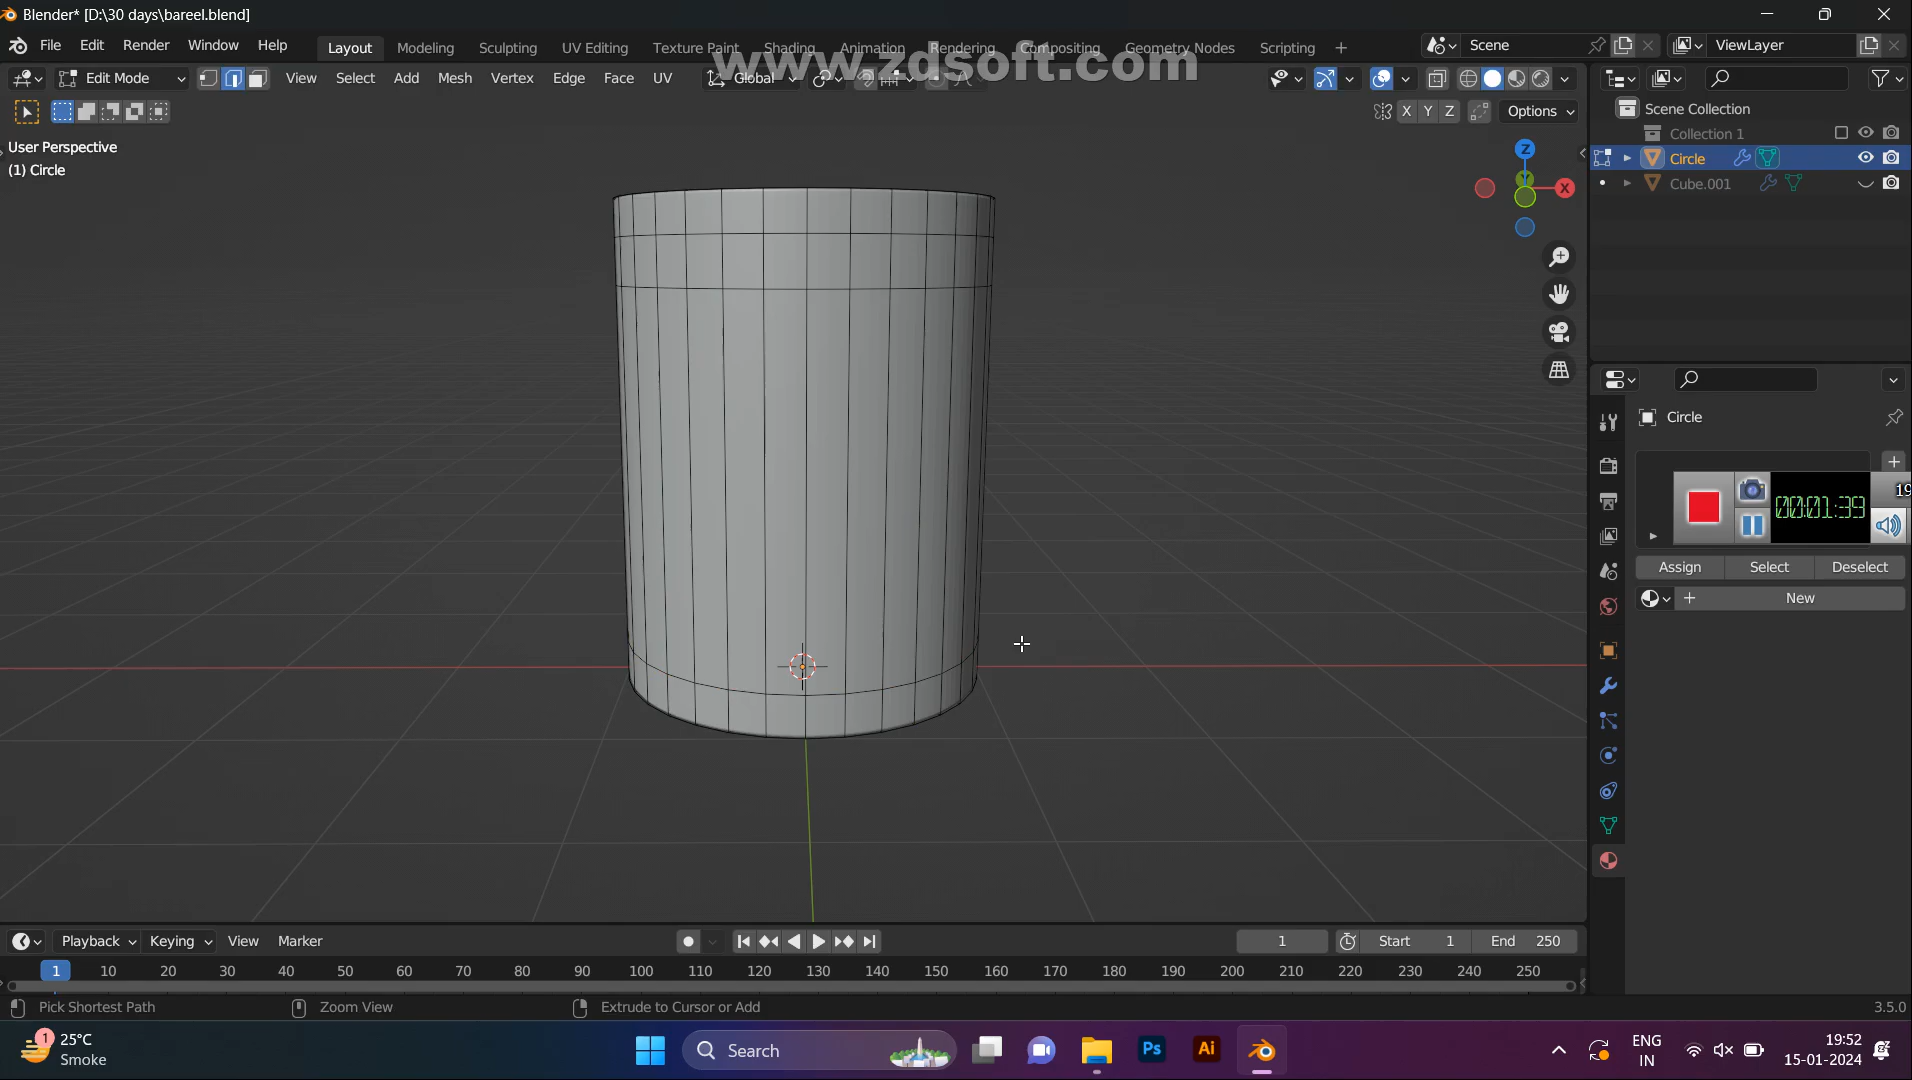 Blender* [D:\30 days\bareel.blend]
File Edit Render Window Help Layout Modeling Sculpting UV Editing Texture Paint Shading Animation Rendering Compositing Geometry Nodes Scripting + Scene ViewLayer
www.zdsoft.com
Edit Mode View Select Add Mesh Vertex Edge Face UV Global
X Y Z Options
User Perspective
(1) Circle
Z
X
Scene Collection
Collection 1
Circle
Cube.001
Circle
00:01:39
19
Assign Select Deselect
+ New
Playback Keying View Marker 1 Start 1 End 250
1 10 20 30 40 50 60 70 80 90 100 110 120 130 140 150 160 170 180 190 200 210 220 230 240 250
Pick Shortest Path Zoom View Extrude to Cursor or Add 3.5.0
1
25°C
Smoke
Search
Ps
Ai
ENG
IN
19:52
15-01-2024